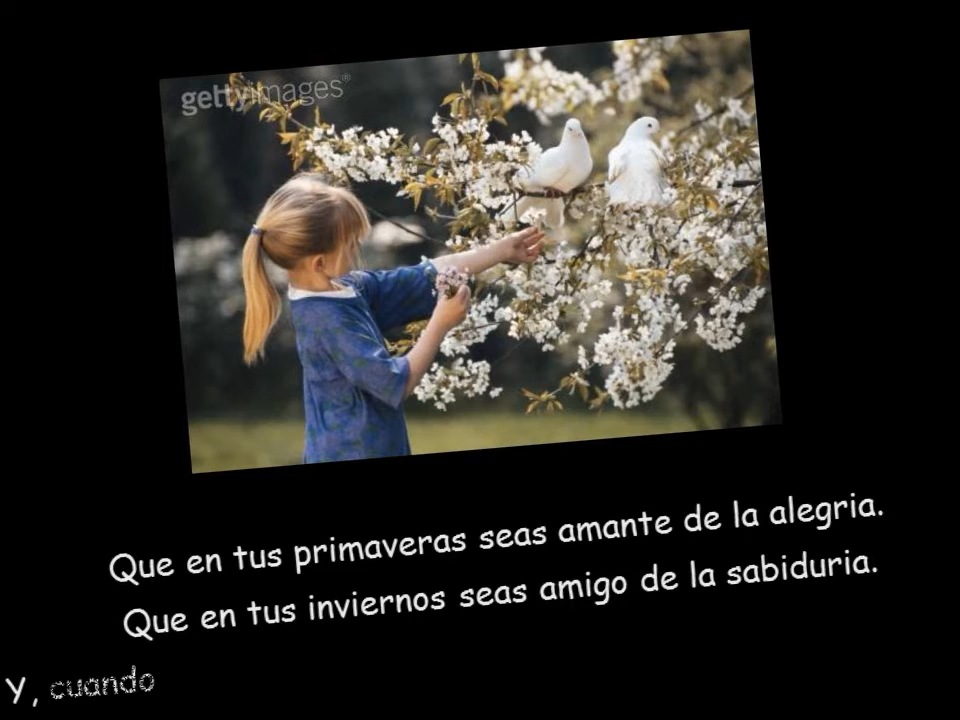 gettyimages®
Que en tus primaveras seas amante de la alegria.
Que en tus inviernos seas amigo de la sabiduria.
Y, cuando